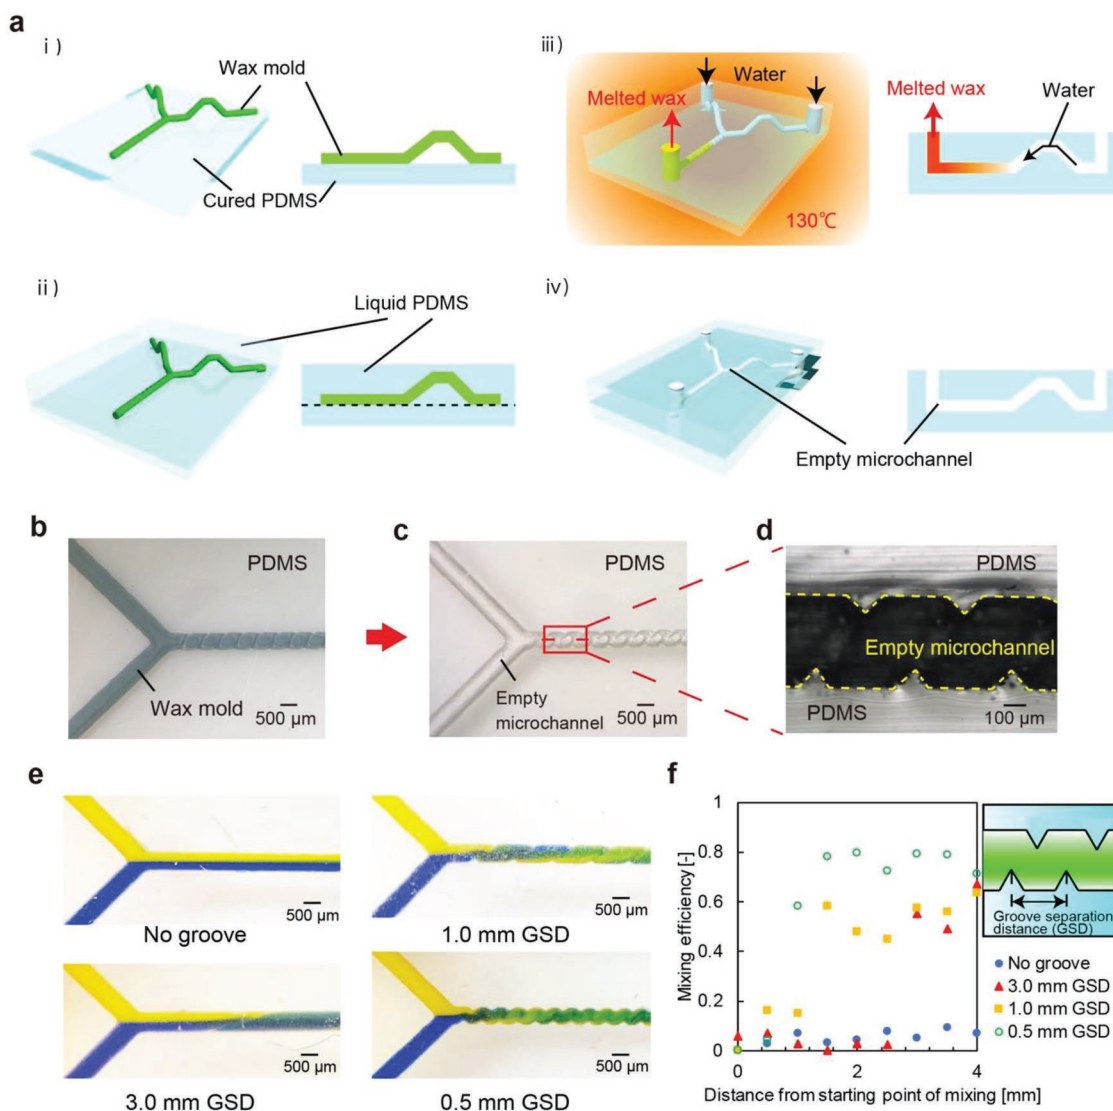 a
i)
Wax mold
Cured PDMS
iii)
Water
Melted wax
130℃
Melted wax
Water
ii)
Liquid PDMS
iv)
Empty microchannel
b
PDMS
Wax mold
500 μm
c
PDMS
Empty
microchannel
500 μm
d
PDMS
Empty microchannel
PDMS
100 μm
e
500 μm
No groove
500 μm
1.0 mm GSD
500 μm
3.0 mm GSD
500 μm
0.5 mm GSD
f
Mixing efficiency [-]
1
0.8
0.6
0.4
0.2
0
0
2
4
Distance from starting point of mixing [mm]
Groove separation
distance (GSD)
No groove
3.0 mm GSD
1.0 mm GSD
0.5 mm GSD